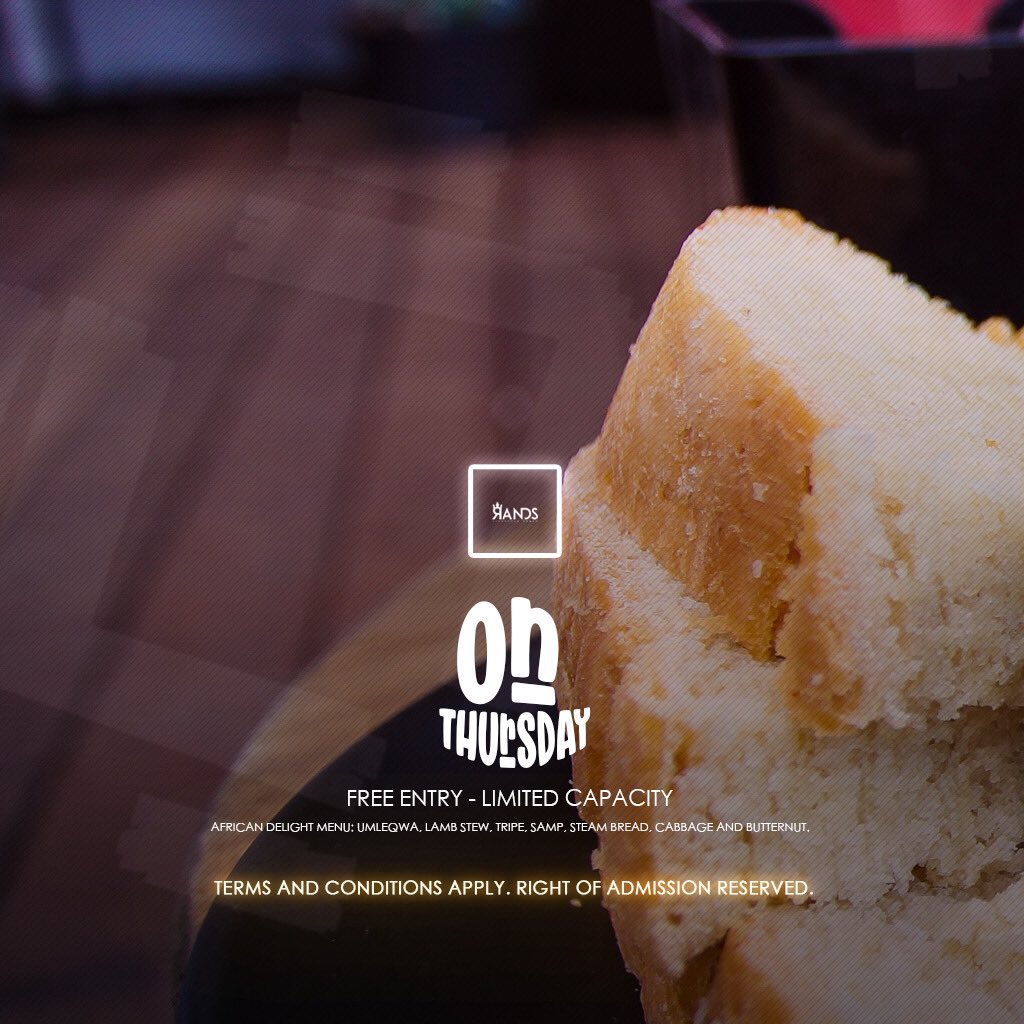 RANDS
On
THURSDAY
FREE ENTRY - LIMITED CAPACITY
AFRICAN DELIGHT MENU: UMLEQWA, LAMB STEW, TRIPE, SAMP, STEAM BREAD, CABBAGE AND BUTTERNUT.
TERMS AND CONDITIONS APPLY. RIGHT OF ADMISSION RESERVED.